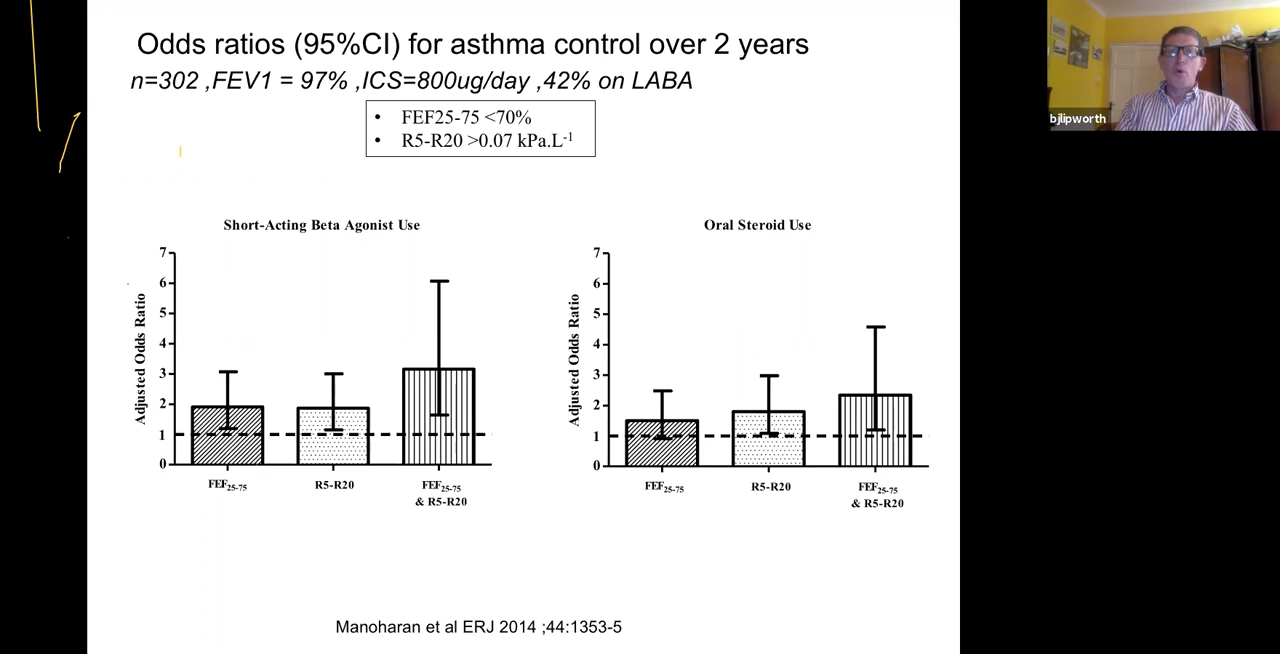 Odds ratios (95%CI) for asthma control over 2 years
n=302 ,FEV1 = 97% ,ICS=800ug/day ,42% on LABA
• FEF25-75 <70%
• R5-R20 >0.07 kPa.L-1
bjlipworth
Short-Acting Beta Agonist Use
Adjusted Odds Ratio
7
6
5
4
3
2
1
0
FEF25-75
R5-R20
FEF25-75
& R5-R20
Oral Steroid Use
Adjusted Odds Ratio
7
6
5
4
3
2
1
0
FEF25-75
R5-R20
FEF25-75
& R5-R20
Manoharan et al ERJ 2014 ;44:1353-5